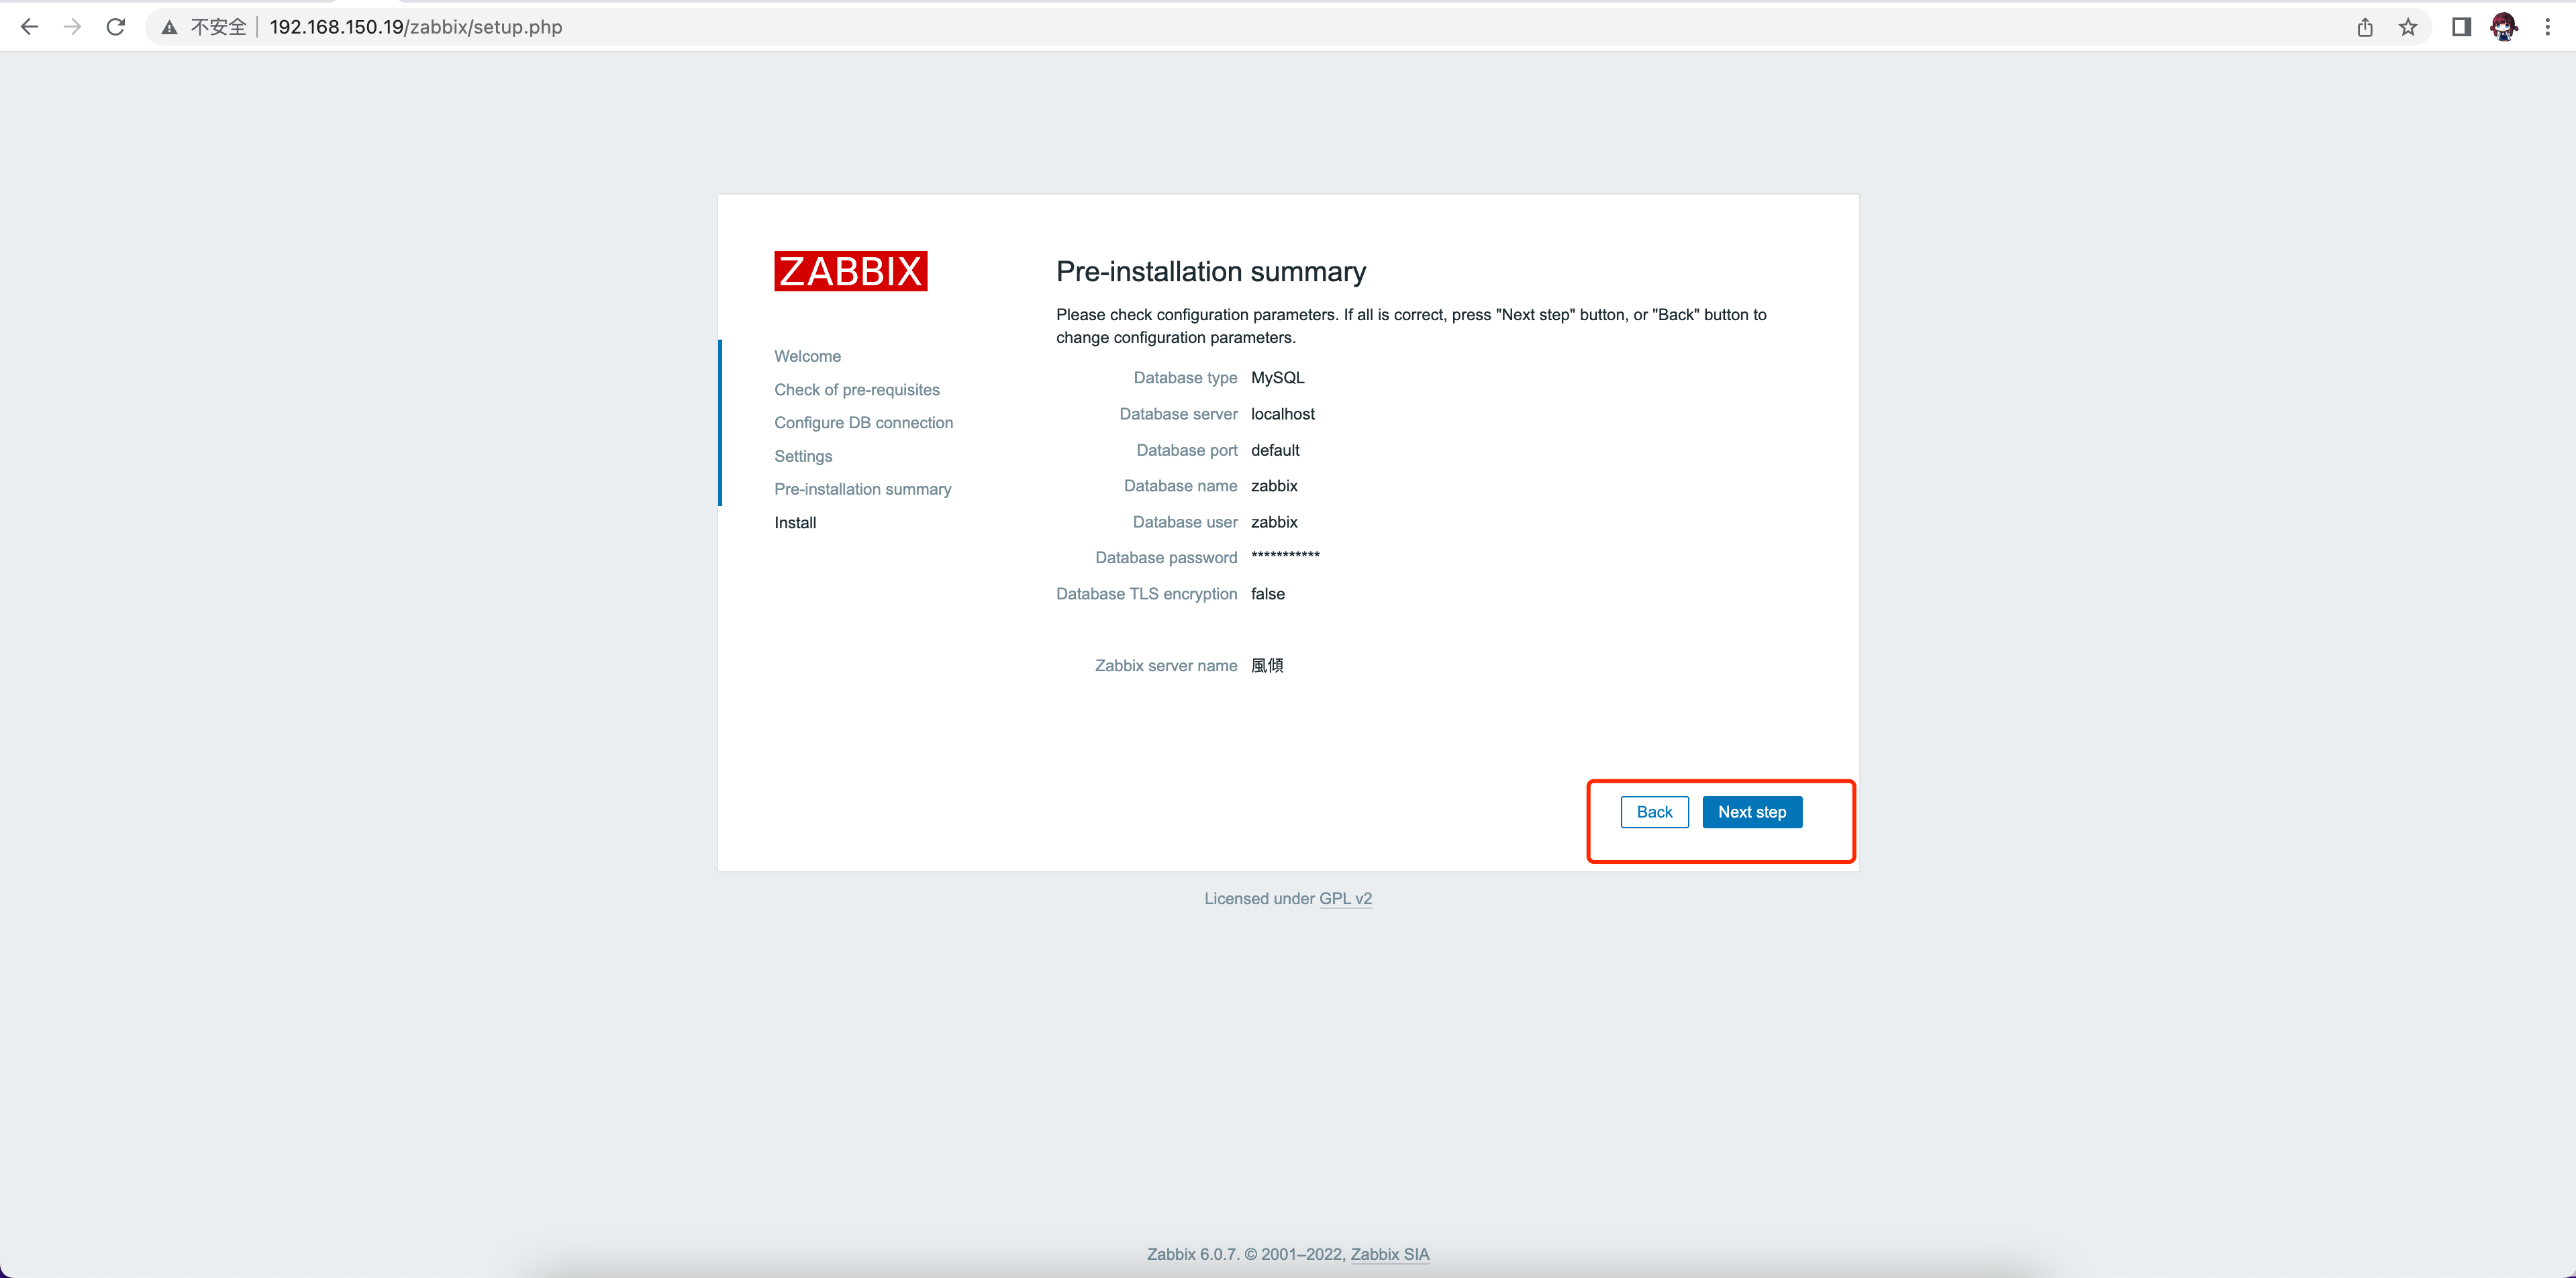 不安全 192.168.150.19/zabbix/setup.php
ZABBIX
Welcome
Check of pre-requisites
Configure DB connection
Settings
Pre-installation summary
Install
Pre-installation summary
Please check configuration parameters. If all is correct, press "Next step" button, or "Back" button to
change configuration parameters.
Database type MySQL
Database server localhost
Database port default
Database name zabbix
Database user zabbix
Database password ***********
Database TLS encryption false
Zabbix server name 風傾
Back Next step
Licensed under GPL v2
Zabbix 6.0.7. © 2001–2022, Zabbix SIA